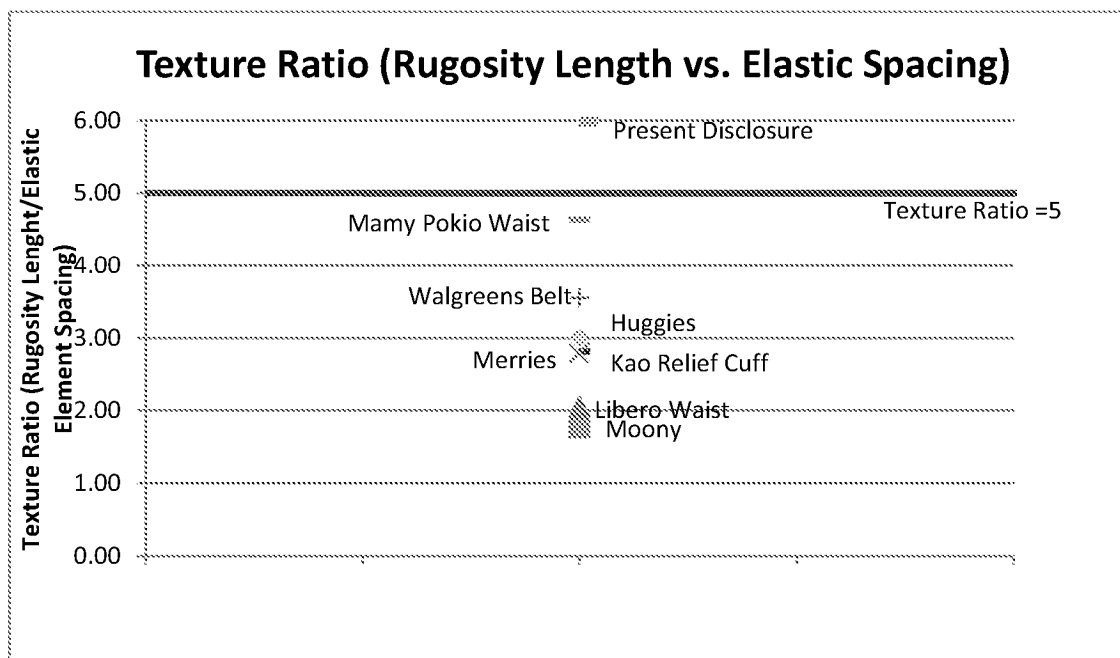 Texture Ratio (Rugosity Length vs. Elastic Spacing)
Texture Ratio (Rugosity Lenght/Elastic
Element Spacing)
6.00
5.00
4.00
3.00
2.00
1.00
0.00
Present Disclosure
Texture Ratio =5
Mamy Pokio Waist
Walgreens Belt
Huggies
Merries
Kao Relief Cuff
Libero Waist
Moony